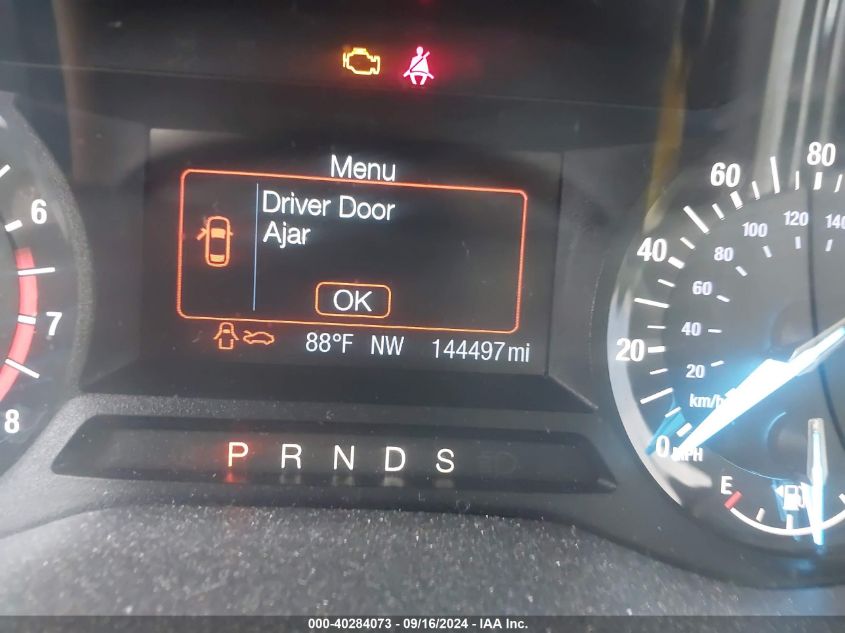 Menu
Driver Door
Ajar
OK
88°F NW 144497mi
P R N D S
6
7
8
0 20 40 60 80
20 40 60 80 100 120 140
km/h
MPH
E
000-40284073 / 09/16/2024 - IAA Inc.